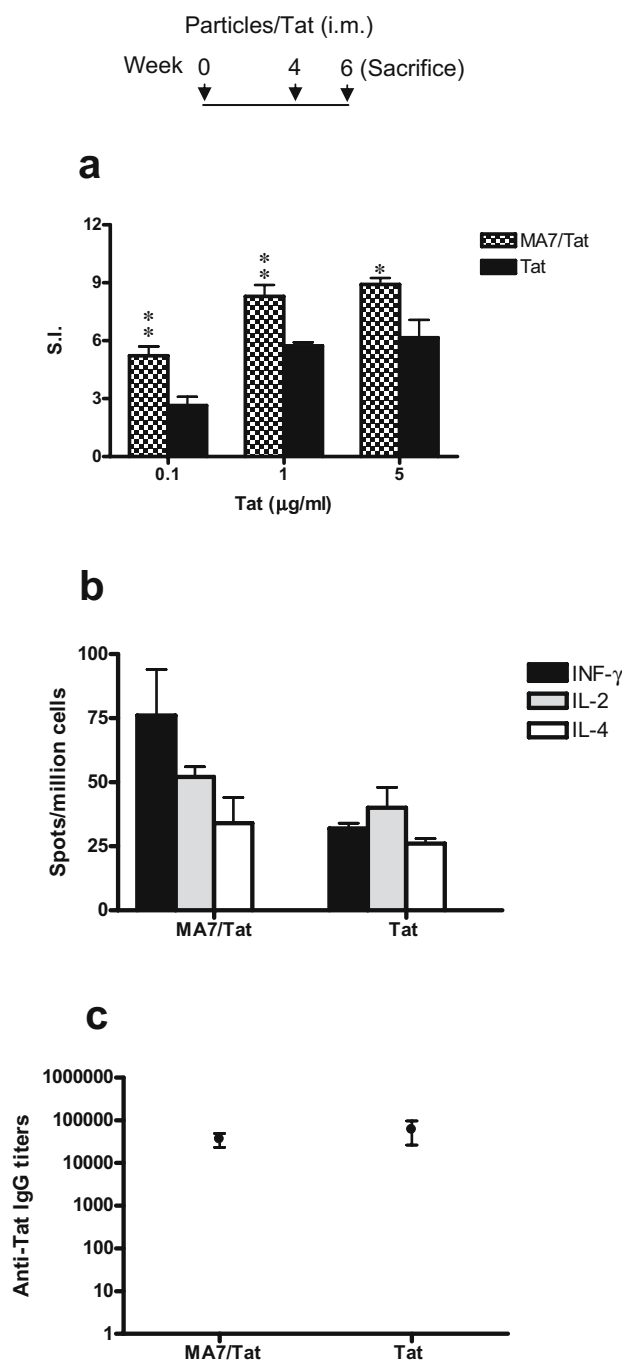 Particles/Tat (i.m.)
Week 0 4 6 (Sacrifice)
a
12
9
6
3
0
S.I.
**
**
*
MA7/Tat
Tat
0.1 1 5
Tat (μg/ml)
b
100
75
50
25
0
Spots/million cells
INF-γ
IL-2
IL-4
MA7/Tat Tat
c
1000000
100000
10000
1000
100
10
1
Anti-Tat IgG titers
MA7/Tat Tat